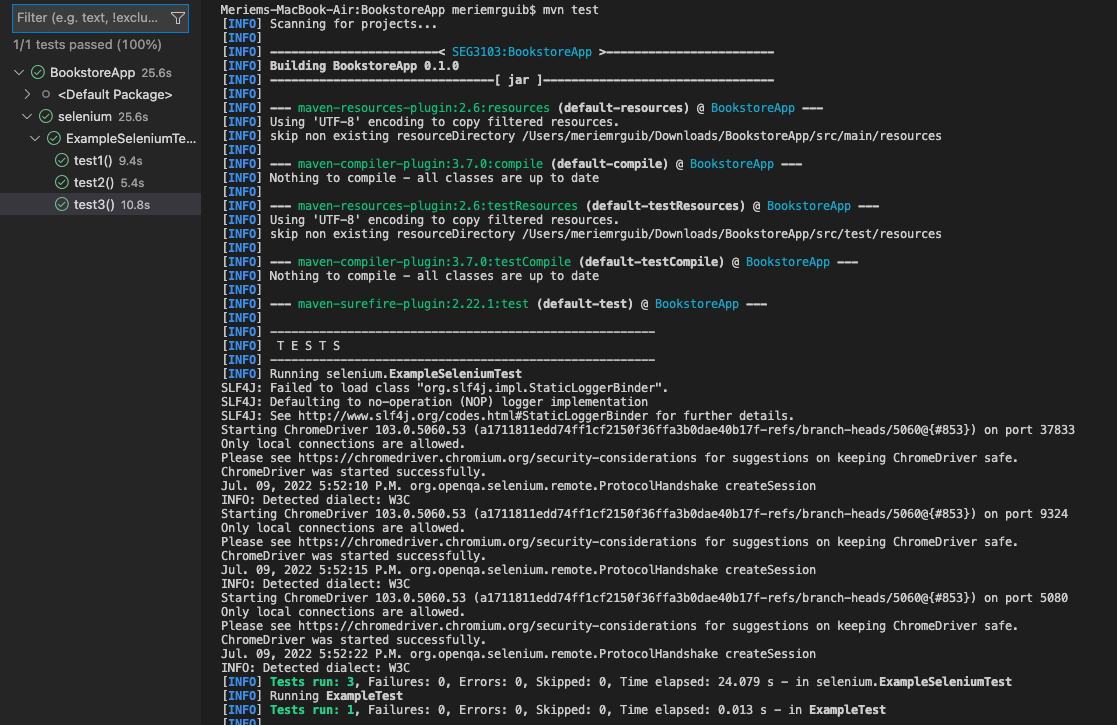 Filter (e.g. text, !exclu...
1/1 tests passed (100%)
BookstoreApp 25.6s
<Default Package>
selenium 25.6s
ExampleSeleniumTe...
test1() 9.4s
test2() 5.4s
test3() 10.8s
Meriems-MacBook-Air:BookstoreApp meriemrguib$ mvn test
[INFO] Scanning for projects...
[INFO]
[INFO] ------------------------< SEG3103:BookstoreApp >------------------------
[INFO] Building BookstoreApp 0.1.0
[INFO] --------------------------------[ jar ]---------------------------------
[INFO]
[INFO] --- maven-resources-plugin:2.6:resources (default-resources) @ BookstoreApp ---
[INFO] Using 'UTF-8' encoding to copy filtered resources.
[INFO] skip non existing resourceDirectory /Users/meriemrguib/Downloads/BookstoreApp/src/main/resources
[INFO]
[INFO] --- maven-compiler-plugin:3.7.0:compile (default-compile) @ BookstoreApp ---
[INFO] Nothing to compile - all classes are up to date
[INFO]
[INFO] --- maven-resources-plugin:2.6:testResources (default-testResources) @ BookstoreApp ---
[INFO] Using 'UTF-8' encoding to copy filtered resources.
[INFO] skip non existing resourceDirectory /Users/meriemrguib/Downloads/BookstoreApp/src/test/resources
[INFO]
[INFO] --- maven-compiler-plugin:3.7.0:testCompile (default-testCompile) @ BookstoreApp ---
[INFO] Nothing to compile - all classes are up to date
[INFO]
[INFO] --- maven-surefire-plugin:2.22.1:test (default-test) @ BookstoreApp ---
[INFO]
[INFO] -------------------------------------------------------
[INFO]  T E S T S
[INFO] -------------------------------------------------------
[INFO] Running selenium.ExampleSeleniumTest
SLF4J: Failed to load class "org.slf4j.impl.StaticLoggerBinder".
SLF4J: Defaulting to no-operation (NOP) logger implementation
SLF4J: See http://www.slf4j.org/codes.html#StaticLoggerBinder for further details.
Starting ChromeDriver 103.0.5060.53 (a1711811edd74ff1cf2150f36ffa3b0dae40b17f-refs/branch-heads/5060@{#853}) on port 37833
Only local connections are allowed.
Please see https://chromedriver.chromium.org/security-considerations for suggestions on keeping ChromeDriver safe.
ChromeDriver was started successfully.
Jul. 09, 2022 5:52:10 P.M. org.openqa.selenium.remote.ProtocolHandshake createSession
INFO: Detected dialect: W3C
Starting ChromeDriver 103.0.5060.53 (a1711811edd74ff1cf2150f36ffa3b0dae40b17f-refs/branch-heads/5060@{#853}) on port 9324
Only local connections are allowed.
Please see https://chromedriver.chromium.org/security-considerations for suggestions on keeping ChromeDriver safe.
ChromeDriver was started successfully.
Jul. 09, 2022 5:52:15 P.M. org.openqa.selenium.remote.ProtocolHandshake createSession
INFO: Detected dialect: W3C
Starting ChromeDriver 103.0.5060.53 (a1711811edd74ff1cf2150f36ffa3b0dae40b17f-refs/branch-heads/5060@{#853}) on port 5080
Only local connections are allowed.
Please see https://chromedriver.chromium.org/security-considerations for suggestions on keeping ChromeDriver safe.
ChromeDriver was started successfully.
Jul. 09, 2022 5:52:22 P.M. org.openqa.selenium.remote.ProtocolHandshake createSession
INFO: Detected dialect: W3C
[INFO] Tests run: 3, Failures: 0, Errors: 0, Skipped: 0, Time elapsed: 24.079 s - in selenium.ExampleSeleniumTest
[INFO] Running ExampleTest
[INFO] Tests run: 1, Failures: 0, Errors: 0, Skipped: 0, Time elapsed: 0.013 s - in ExampleTest
[INFO]